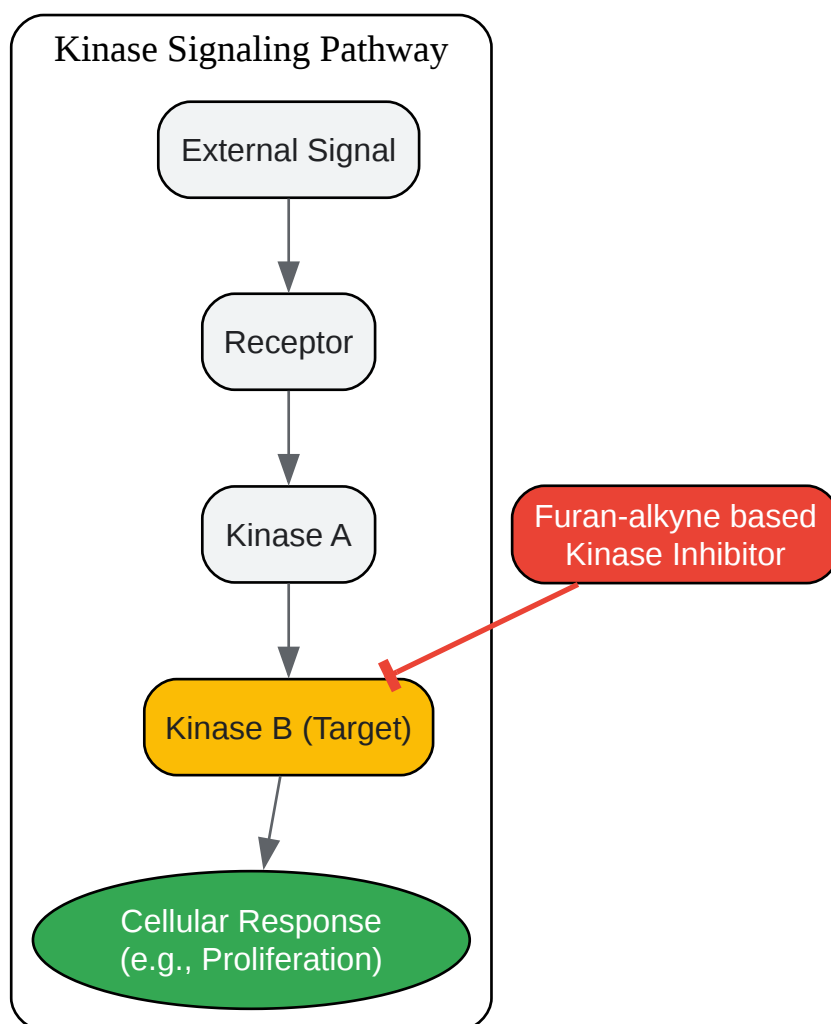 Kinase Signaling Pathway
External Signal
Receptor
Kinase A
Furan-alkyne based
Kinase Inhibitor
Kinase B (Target)
Cellular Response
(e.g., Proliferation)